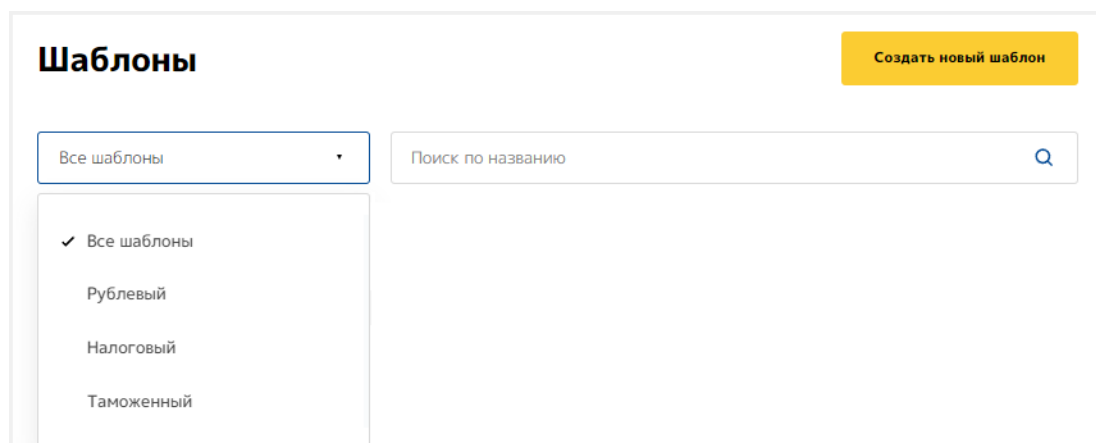 Шаблоны
Создать новый шаблон
Все шаблоны
Поиск по названию
Все шаблоны
Рублевый
Налоговый
Таможенный